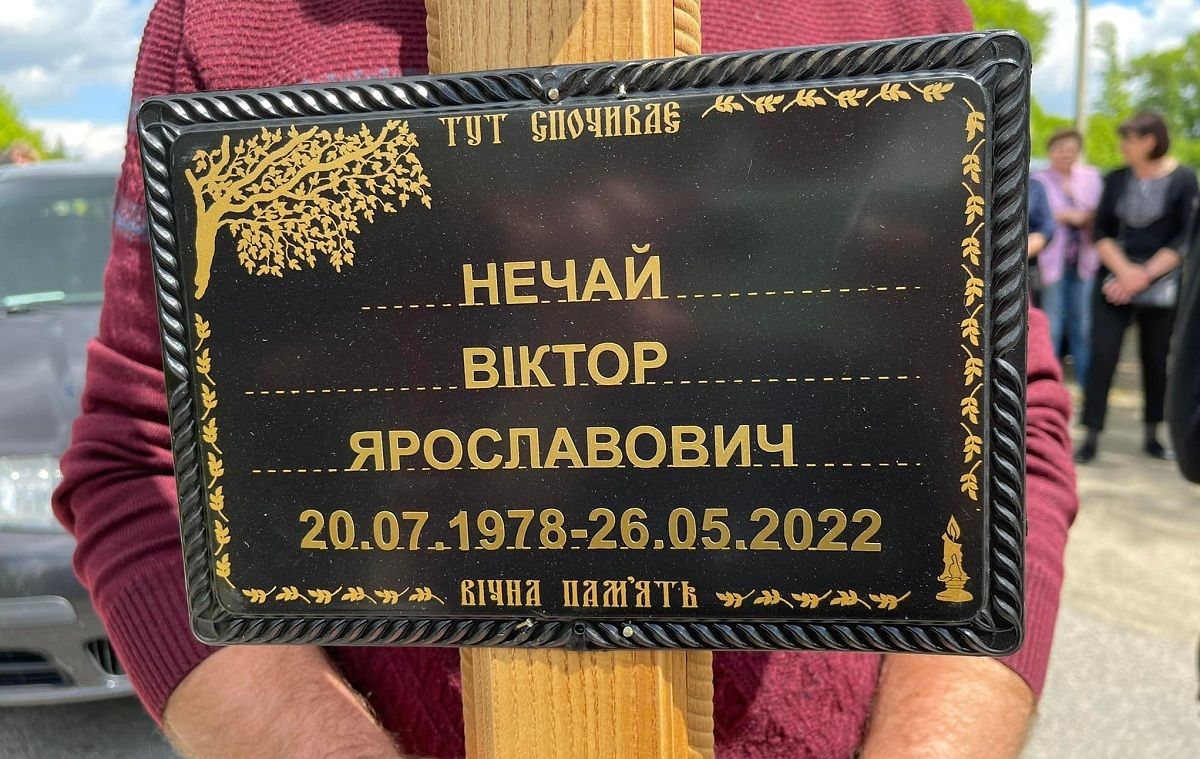 ТУТ СПОЧИВАЄ
НЕЧАЙ
ВІКТОР
ЯРОСЛАВОВИЧ
20.07.1978-26.05.2022
ВІЧНА ПАМ'ЯТЬ